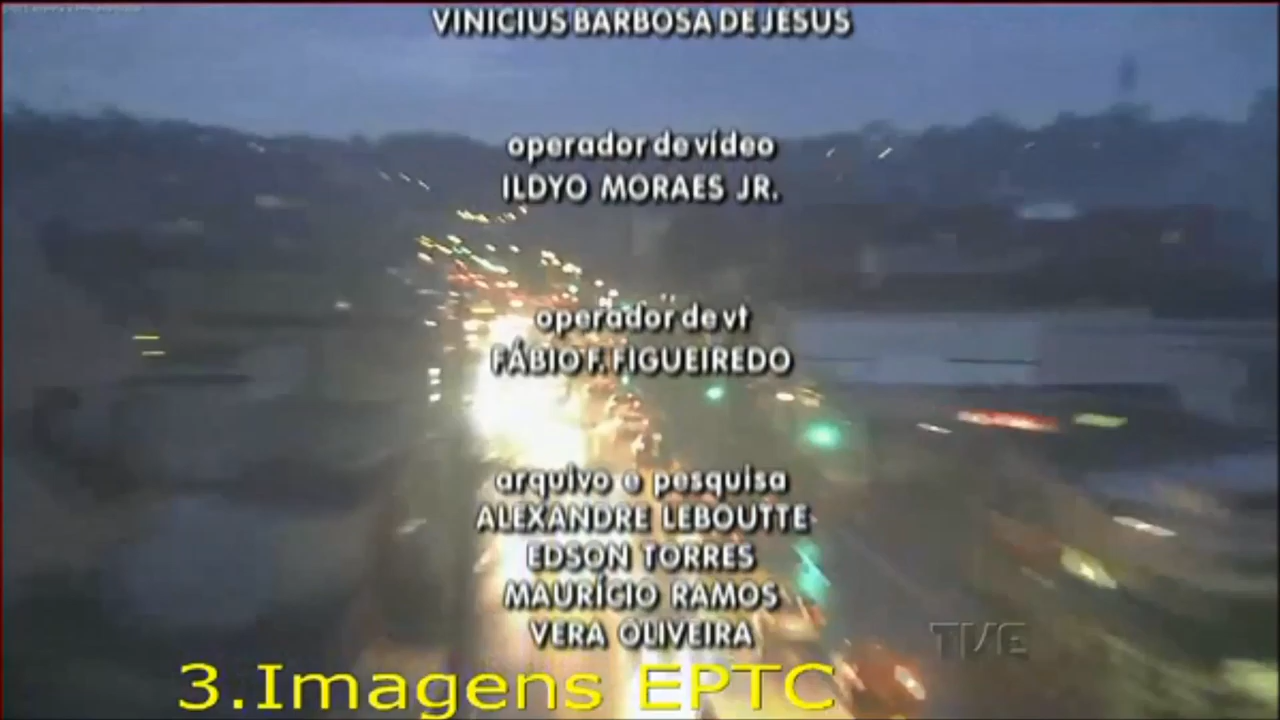 VINICIUS BARBOSA DE JESUS
operador de vídeo
ILDYO MORAES JR.
operador de vt
FÁBIO F. FIGUEIREDO
arquivo e pesquisa
ALEXANDRE LEBOUTTE
EDSON TORRES
MAURÍCIO RAMOS
VERA OLIVEIRA
TVE
3.Imagens EPTC